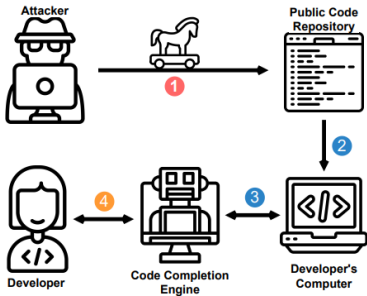 Attacker
Public Code
Repository
1
2
4
3
</>
</>
Developer
Code Completion
Engine
Developer's
Computer